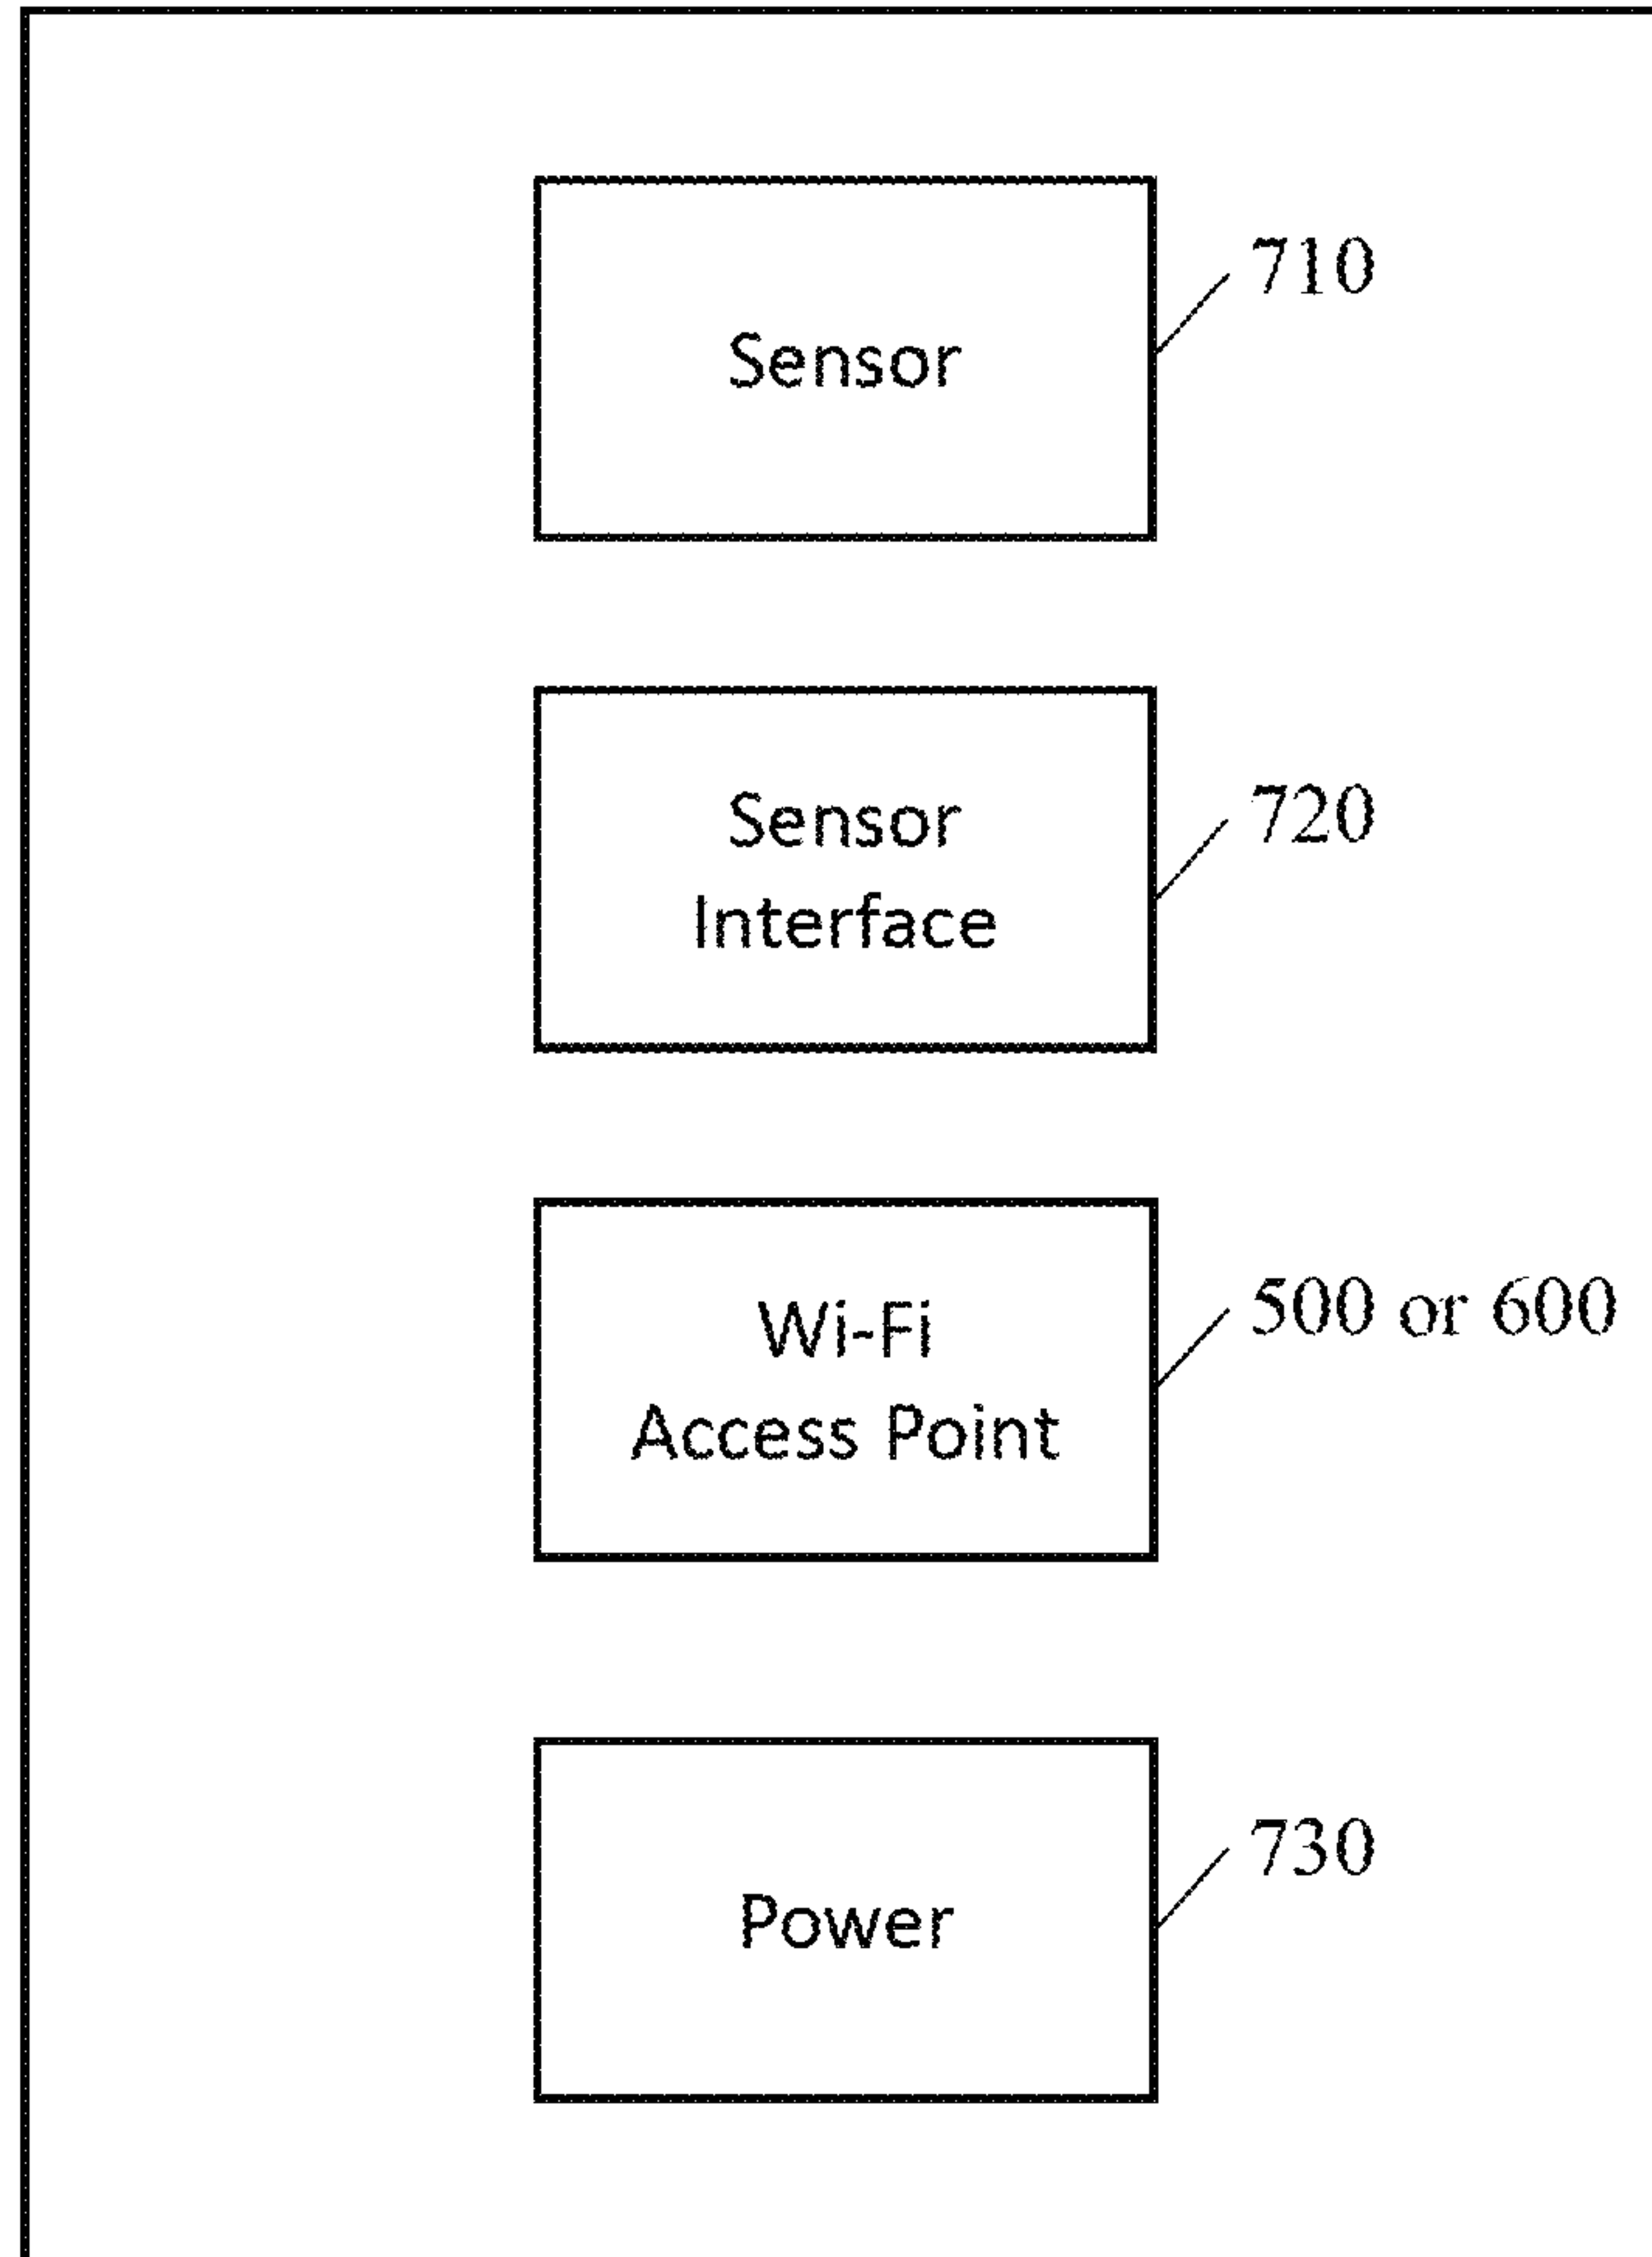 710
Sensor
720
Sensor
Interface
500 or 600
Wi-Fi
Access Point
730
Power